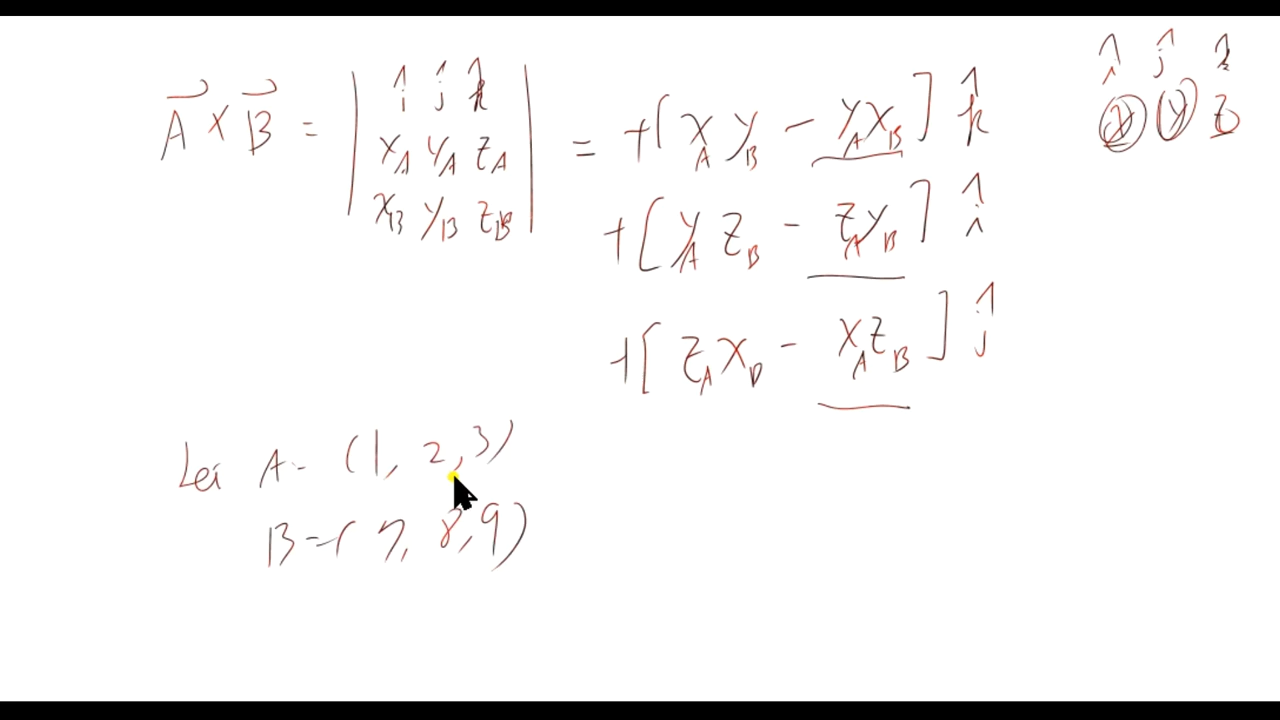 A⃗ × B⃗ = | î ĵ k̂ | = +[x_A y_B − y_A x_B] k̂
| x_A y_A z_A |
| x_B y_B z_B |
+[y_A z_B − z_A y_B] î
+[z_A x_B − x_A z_B] ĵ
î ĵ k̂
x y z
Let A = (1, 2, 3)
B = (7, 8, 9)